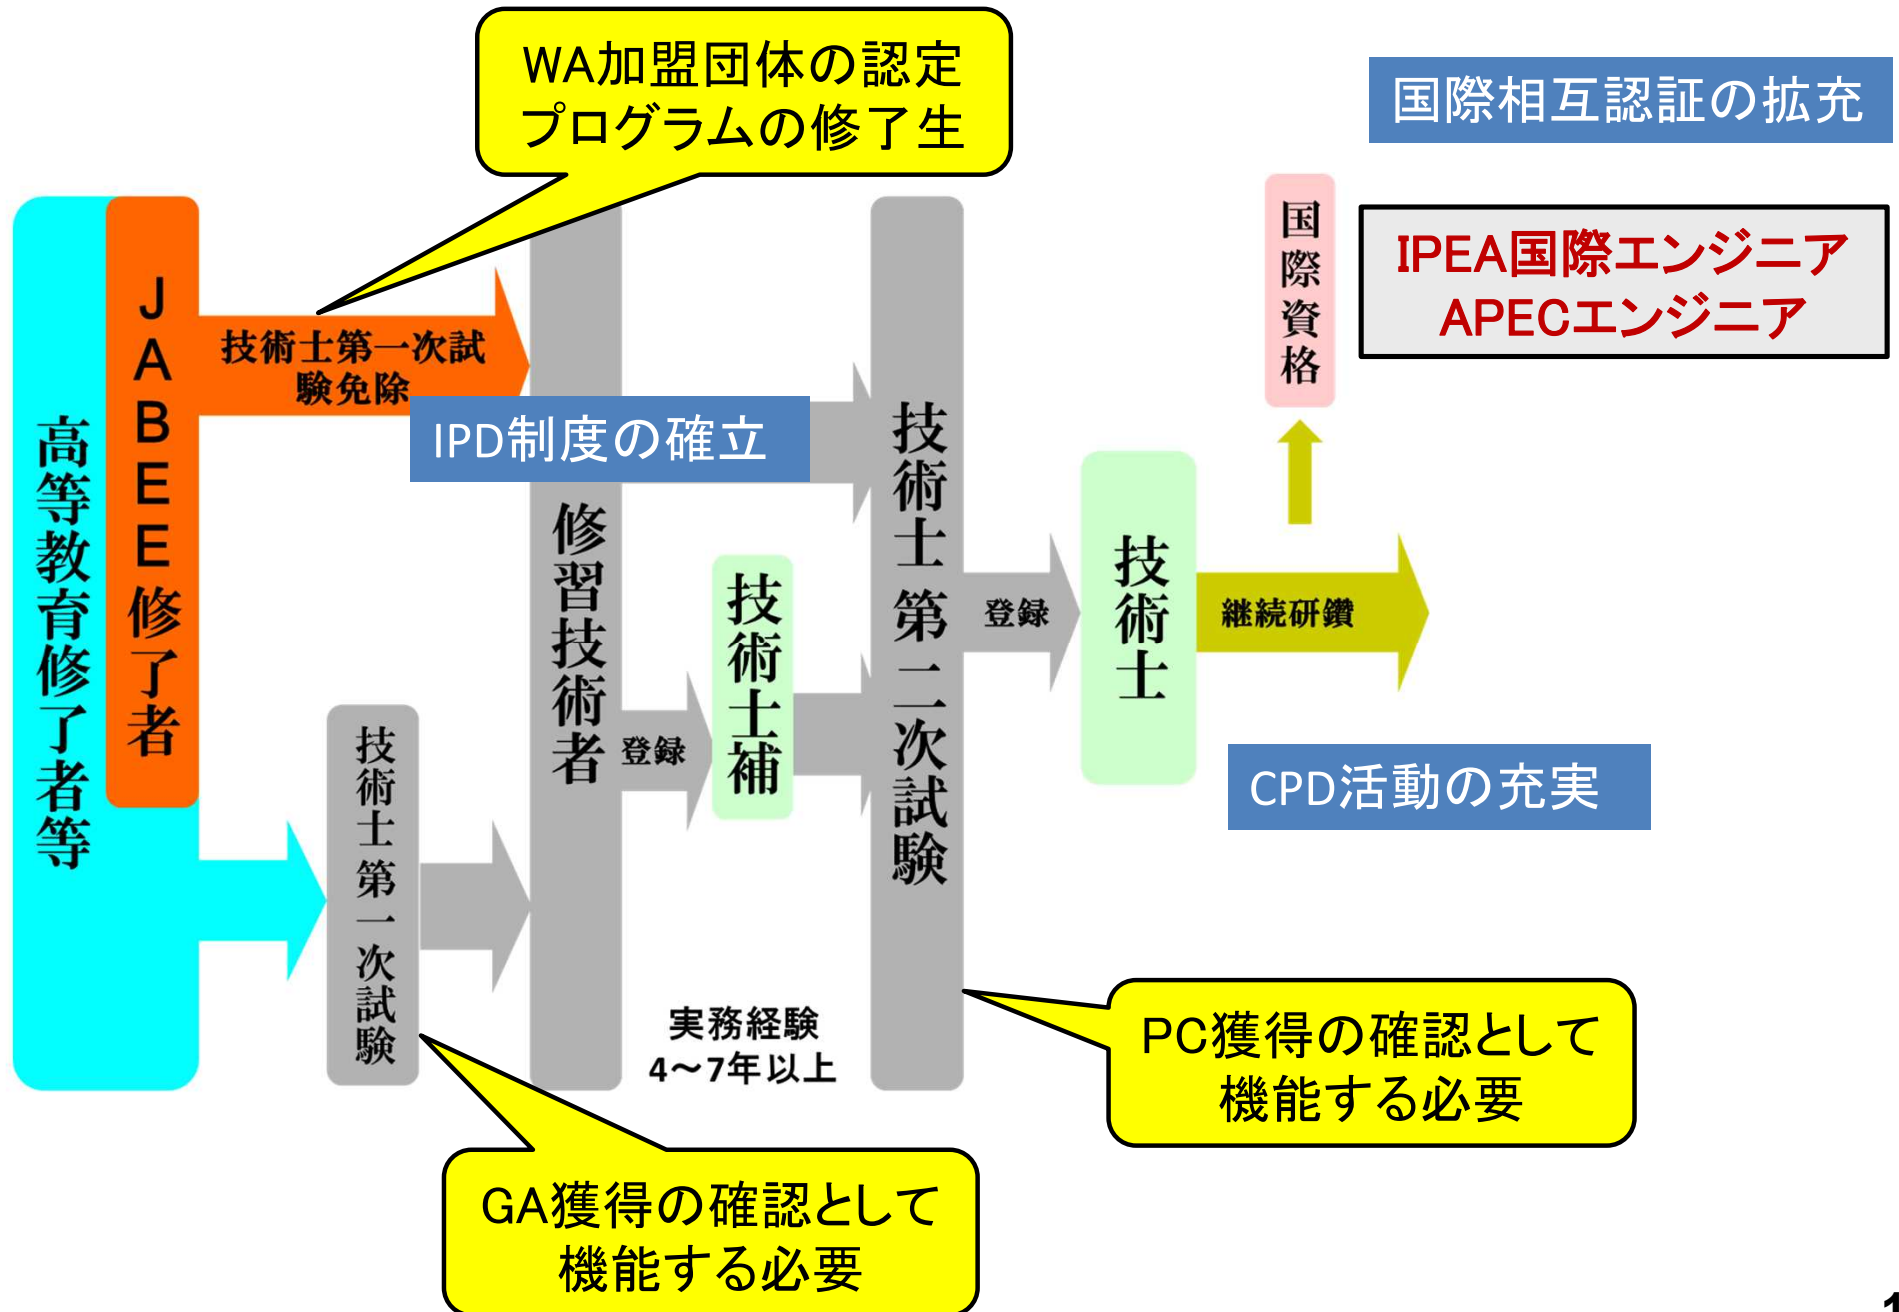 WA加盟団体の認定
プログラムの修了生
国際相互認証の拡充
国際資格
IPEA国際エンジニア
APECエンジニア
高等教育修了者等
JABEE修了者
技術士第一次試
験免除
IPD制度の確立
修習技術者
技術士第二次試験
技術士補
登録
登録
技術士
継続研鑽
CPD活動の充実
技術士第一次試験
実務経験
4～7年以上
PC獲得の確認として
機能する必要
GA獲得の確認として
機能する必要